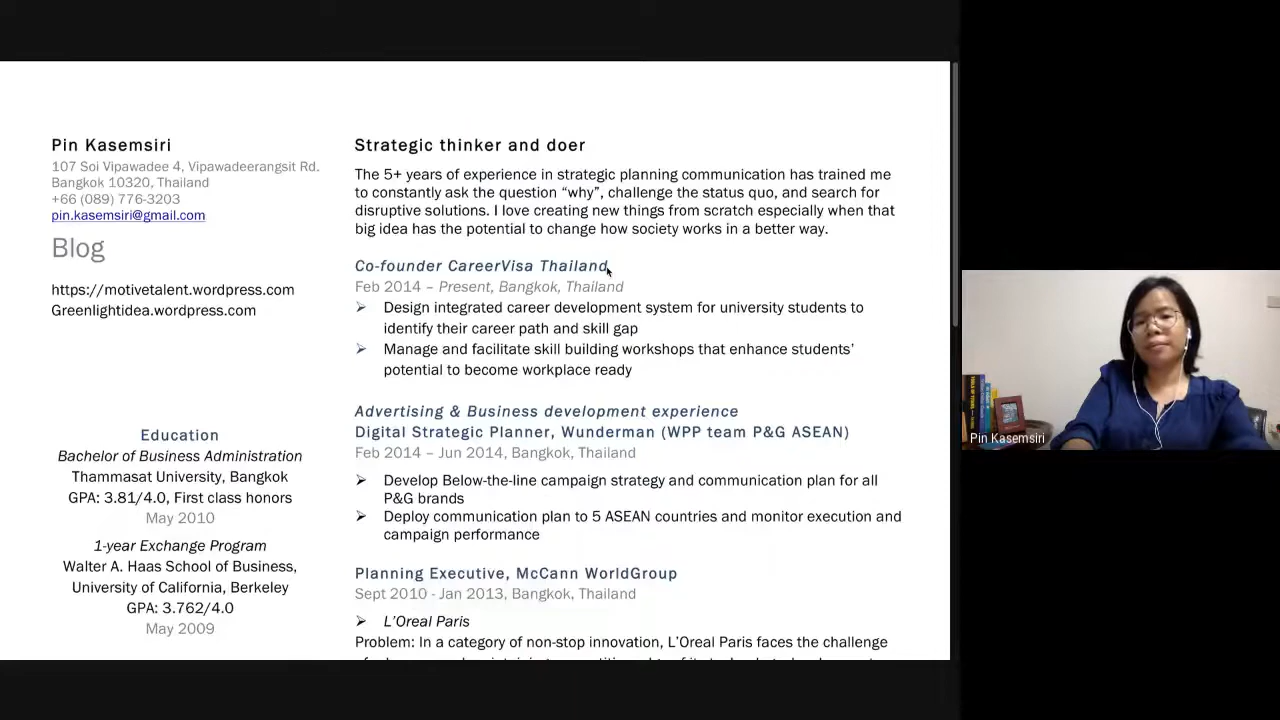 Pin Kasemsiri
107 Soi Vipawadee 4, Vipawadeerangsit Rd.
Bangkok 10320, Thailand
+66 (089) 776-3203
pin.kasemsiri@gmail.com
Blog
https://motivetalent.wordpress.com
Greenlightidea.wordpress.com
Education
Bachelor of Business Administration
Thammasat University, Bangkok
GPA: 3.81/4.0, First class honors
May 2010
1-year Exchange Program
Walter A. Haas School of Business,
University of California, Berkeley
GPA: 3.762/4.0
May 2009
Strategic thinker and doer
The 5+ years of experience in strategic planning communication has trained me
to constantly ask the question “why”, challenge the status quo, and search for
disruptive solutions. I love creating new things from scratch especially when that
big idea has the potential to change how society works in a better way.
Co-founder CareerVisa Thailand
Feb 2014 – Present, Bangkok, Thailand
➢ Design integrated career development system for university students to
identify their career path and skill gap
➢ Manage and facilitate skill building workshops that enhance students’
potential to become workplace ready
Advertising & Business development experience
Digital Strategic Planner, Wunderman (WPP team P&G ASEAN)
Feb 2014 – Jun 2014, Bangkok, Thailand
➢ Develop Below-the-line campaign strategy and communication plan for all
P&G brands
➢ Deploy communication plan to 5 ASEAN countries and monitor execution and
campaign performance
Planning Executive, McCann WorldGroup
Sept 2010 - Jan 2013, Bangkok, Thailand
➢ L’Oreal Paris
Problem: In a category of non-stop innovation, L’Oreal Paris faces the challenge
Pin Kasemsiri